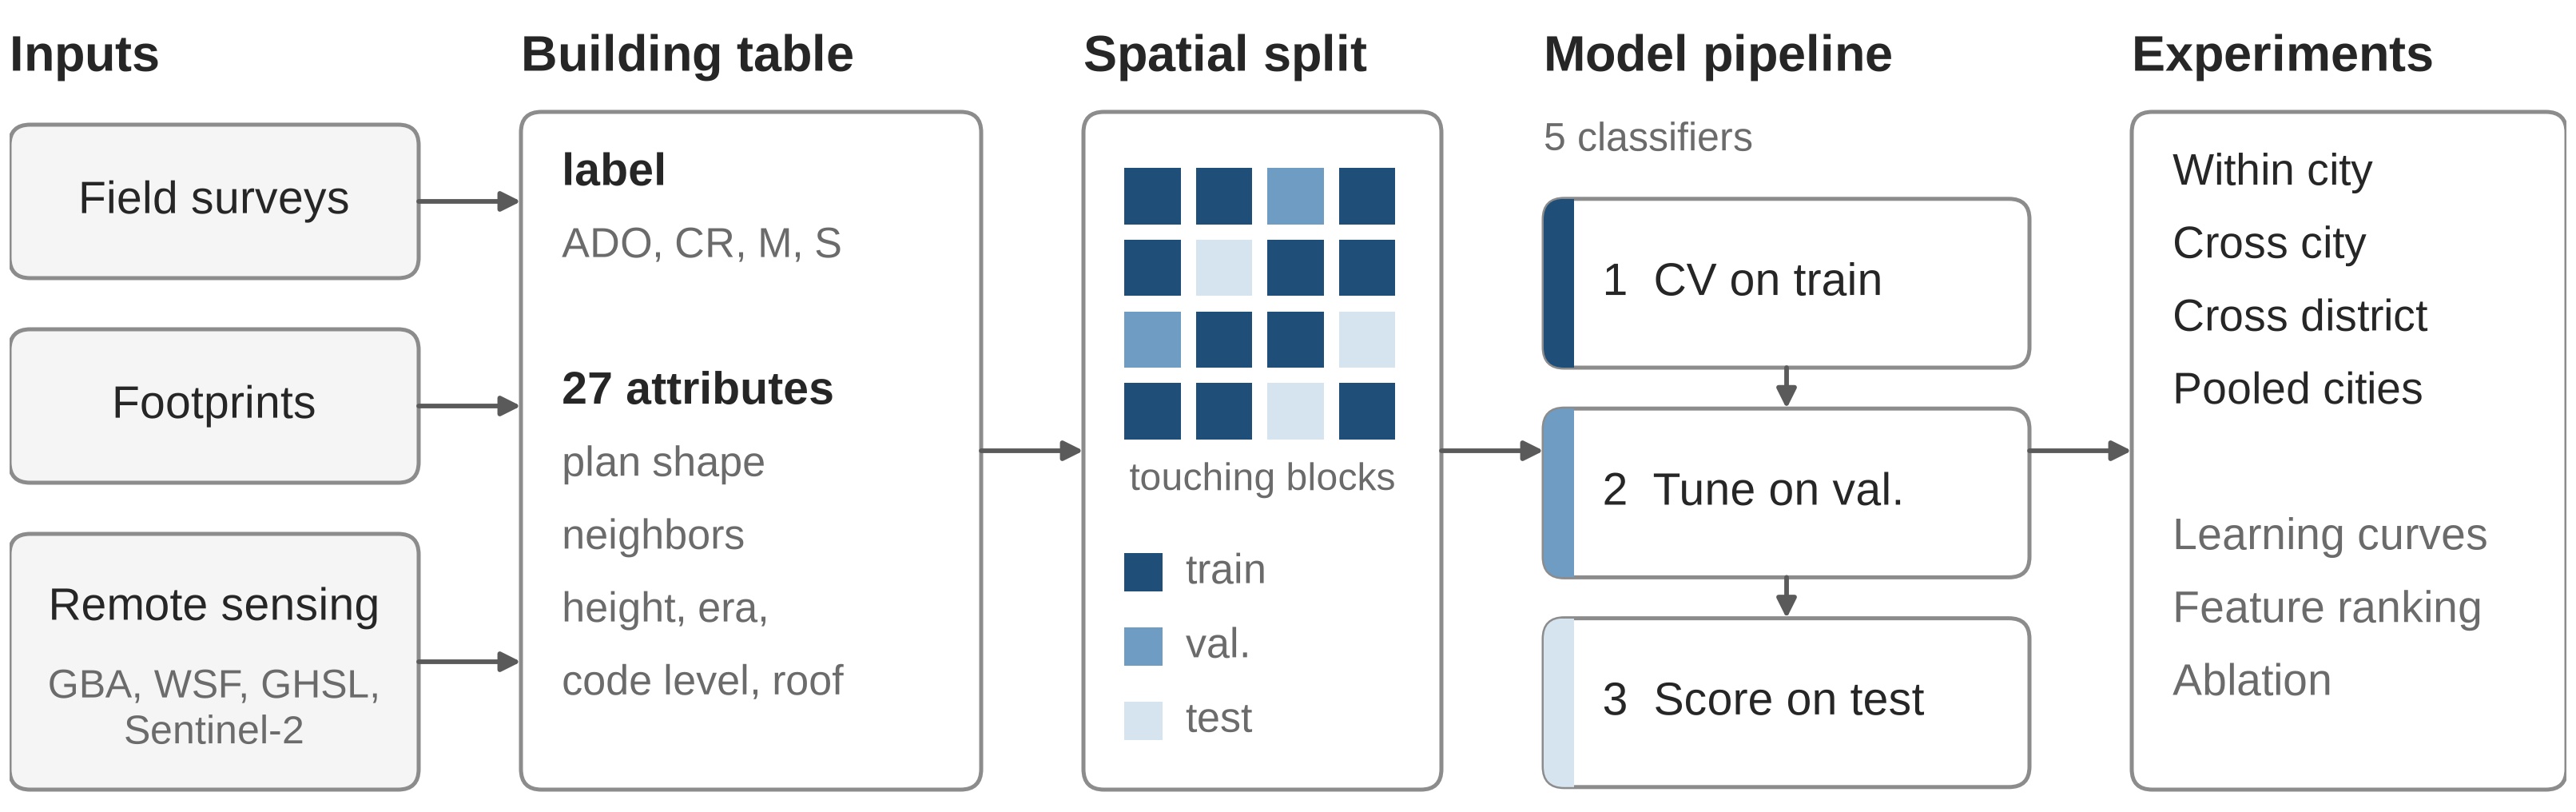 Inputs
Field surveys
Footprints
Remote sensing
GBA, WSF, GHSL,
Sentinel-2
Building table
label
ADO, CR, M, S
27 attributes
plan shape
neighbors
height, era,
code level, roof
Spatial split
touching blocks
train
val.
test
Model pipeline
5 classifiers
1 CV on train
2 Tune on val.
3 Score on test
Experiments
Within city
Cross city
Cross district
Pooled cities
Learning curves
Feature ranking
Ablation